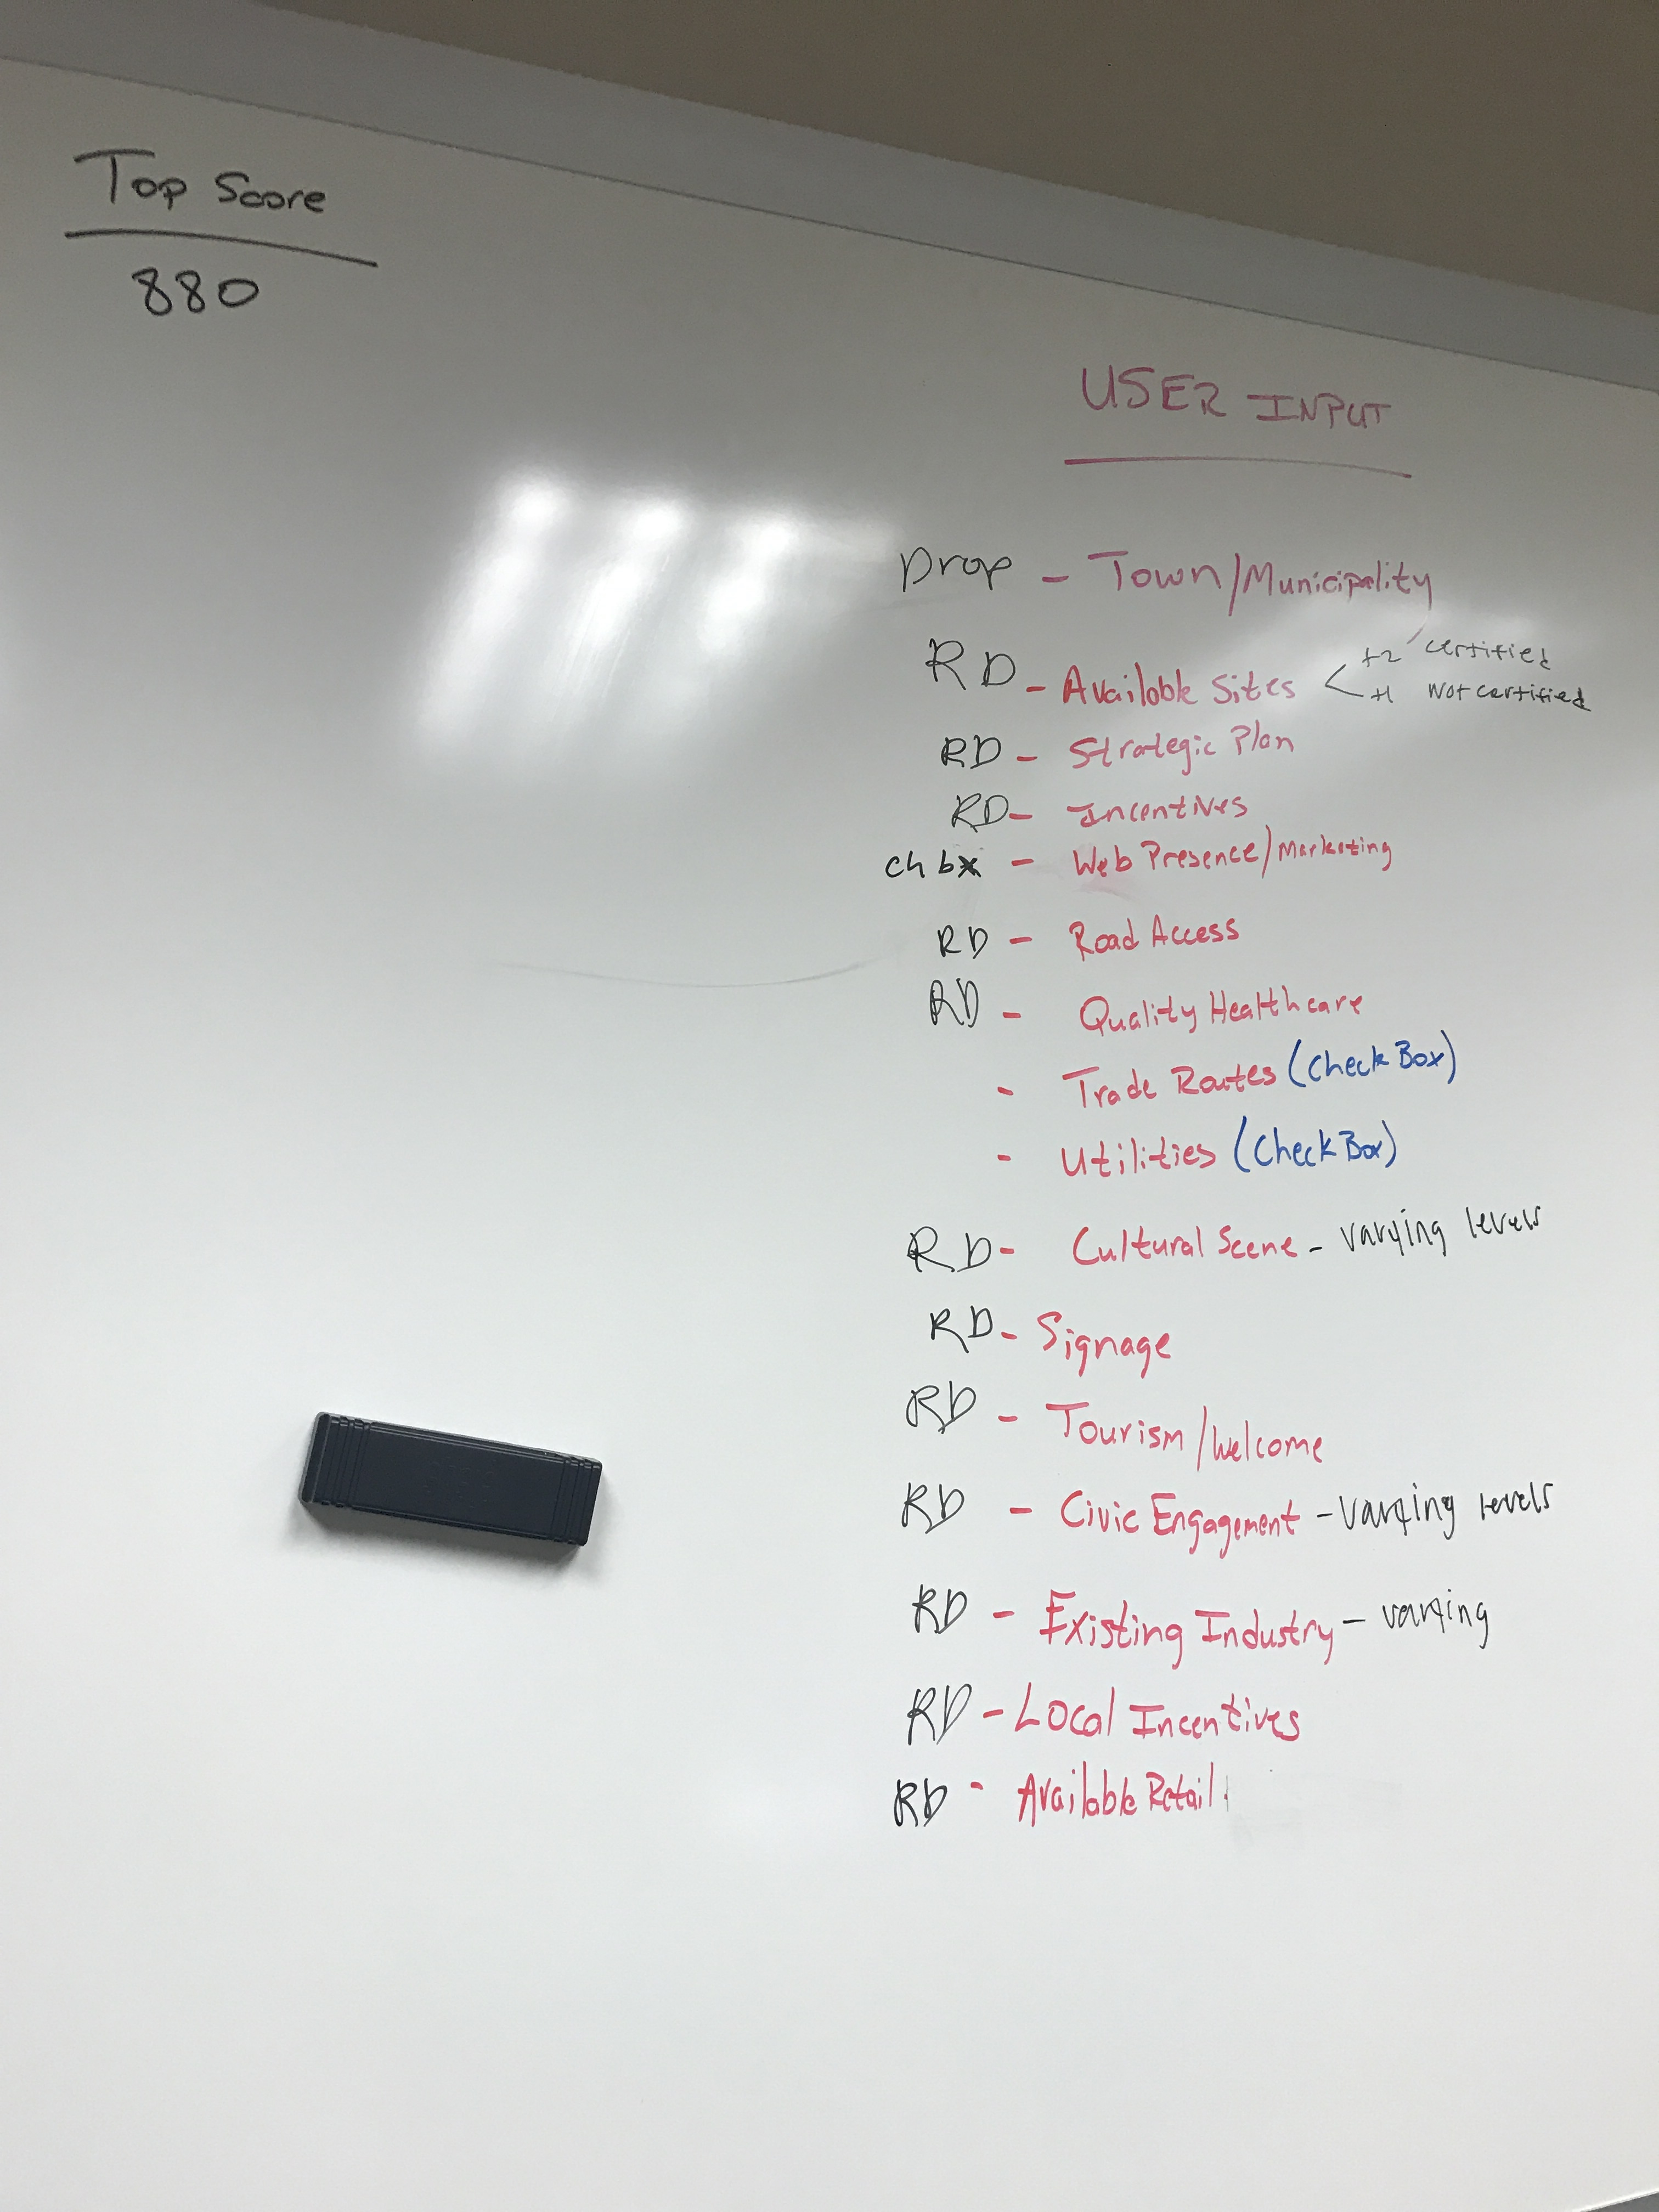 Top Score
880
USER INPUT
Drop - Town/Municipality
RD - Available Sites < +2 certified
+1 Not certified
RD - Strategic Plan
RD - Incentives
ch bx - Web Presence/Marketing
RD - Road Access
RD - Quality Healthcare
- Trade Routes (Check Box)
- Utilities (Check Box)
RD - Cultural Scene - varying levels
RD - Signage
RD - Tourism/Welcome
RD - Civic Engagement - varying levels
RD - Existing Industry - varying
RD - Local Incentives
RD - Available Retail